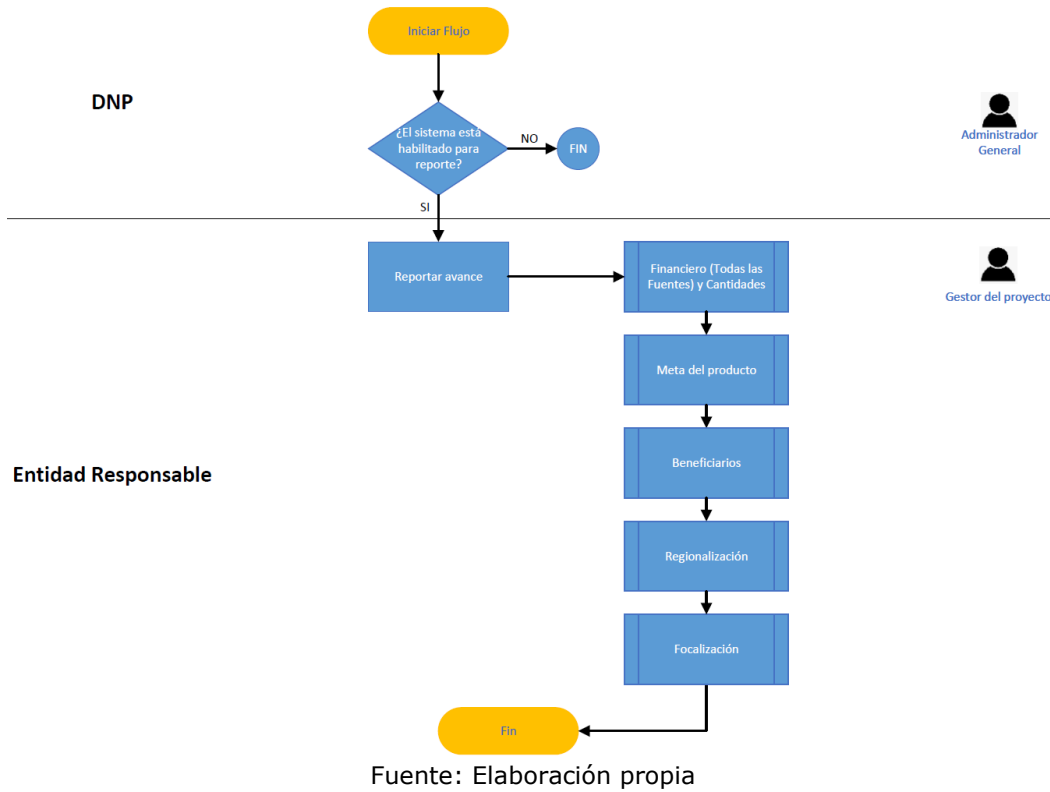 Iniciar Flujo
DNP
¿El sistema está
habilitado para
reporte?
NO
FIN
Administrador
General
SI
Reportar avance
Financiero (Todas las
Fuentes) y Cantidades
Gestor del proyecto
Meta del producto
Entidad Responsable
Beneficiarios
Regionalización
Focalización
Fin
Fuente: Elaboración propia